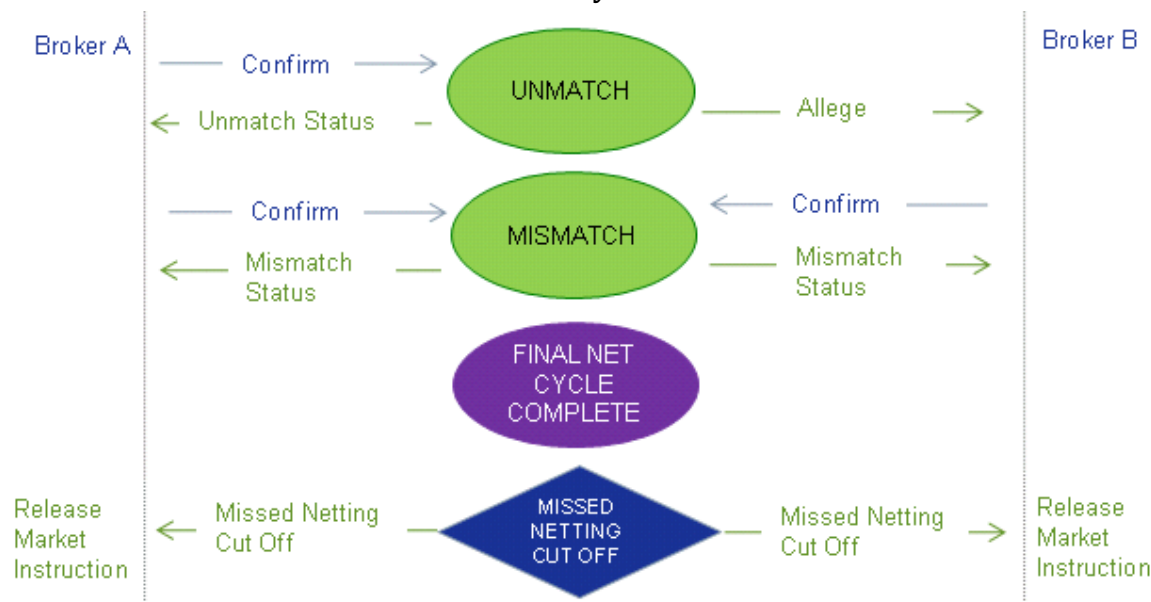 Broker A
Broker B
Confirm
UNMATCH
Unmatch Status
Allege
Confirm
Confirm
MISMATCH
Mismatch
Status
Mismatch
Status
FINAL NET
CYCLE
COMPLETE
Release
Market
Instruction
Missed Netting
Cut Off
MISSED
NETTING
CUT OFF
Missed Netting
Cut Off
Release
Market
Instruction